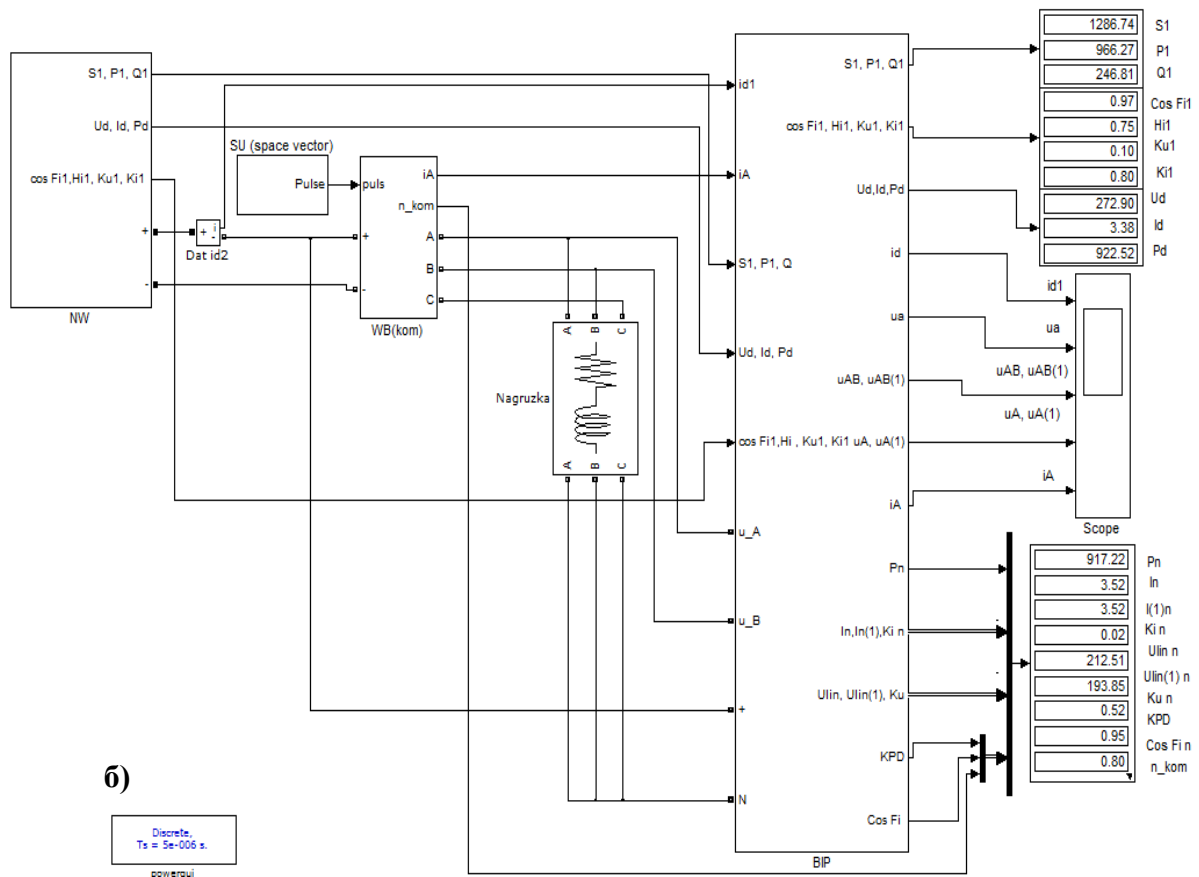 S1, P1, Q1
Ud, Id, Pd
cos Fi1,Hi1, Ku1, Ki1
+
-
NW
+ i
-
Dat id2
SU (space vector)
Pulse
puls
iA
n_kom
+
A
B
-
C
WB(kom)
A B C
Nagruzka
A B C
id1
iA
S1, P1, Q
Ud, Id, Pd
cos Fi1,Hi , Ku1, Ki1
u_A
u_B
+
N
S1, P1, Q1
cos Fi1, Hi1, Ku1, Ki1
Ud,Id,Pd
id
ua
uAB, uAB(1)
uA, uA(1)
iA
Pn
In,In(1),Ki n
Ulin, Ulin(1), Ku
KPD
Cos Fi
BIP
1286.74 S1
966.27 P1
246.81 Q1
0.97 Cos Fi1
0.75 Hi1
0.10 Ku1
0.80 Ki1
272.90 Ud
3.38 Id
922.52 Pd
id1
ua
uAB, uAB(1)
uA, uA(1)
iA
Scope
917.22 Pn
3.52 In
3.52 I(1)n
0.02 Ki n
212.51 Ulin n
193.85 Ulin(1) n
0.52 Ku n
0.95 KPD
0.80 Cos Fi n
n_kom
б)
Discrete,
Ts = 5e-006 s.
powergui